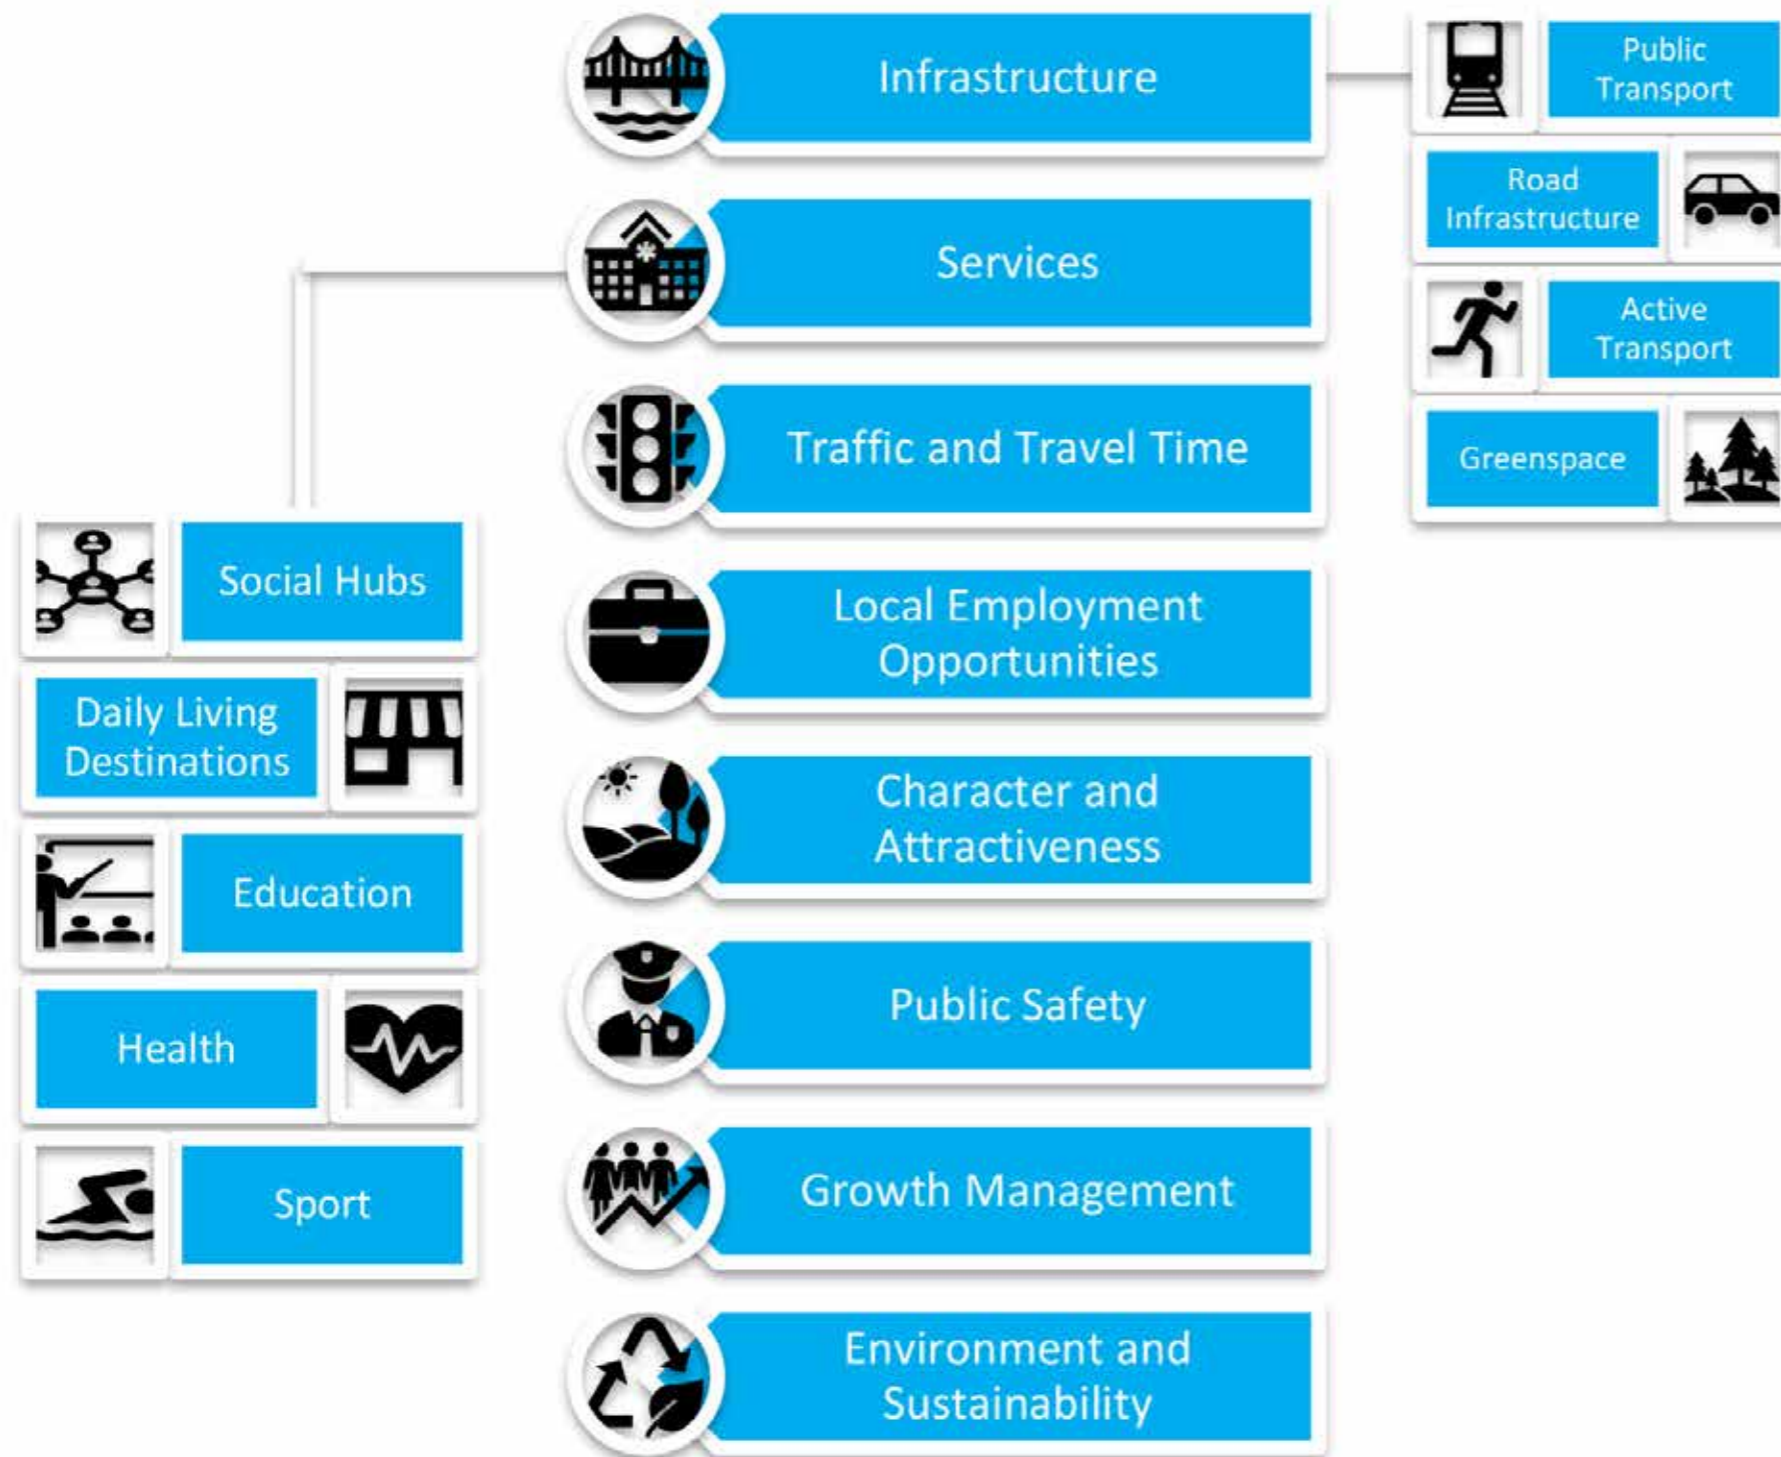 Infrastructure
Public
Transport
Road
Infrastructure
Services
Active
Transport
Traffic and Travel Time
Greenspace
Social Hubs
Local Employment
Opportunities
Daily Living
Destinations
Character and
Attractiveness
Education
Public Safety
Health
Growth Management
Sport
Environment and
Sustainability